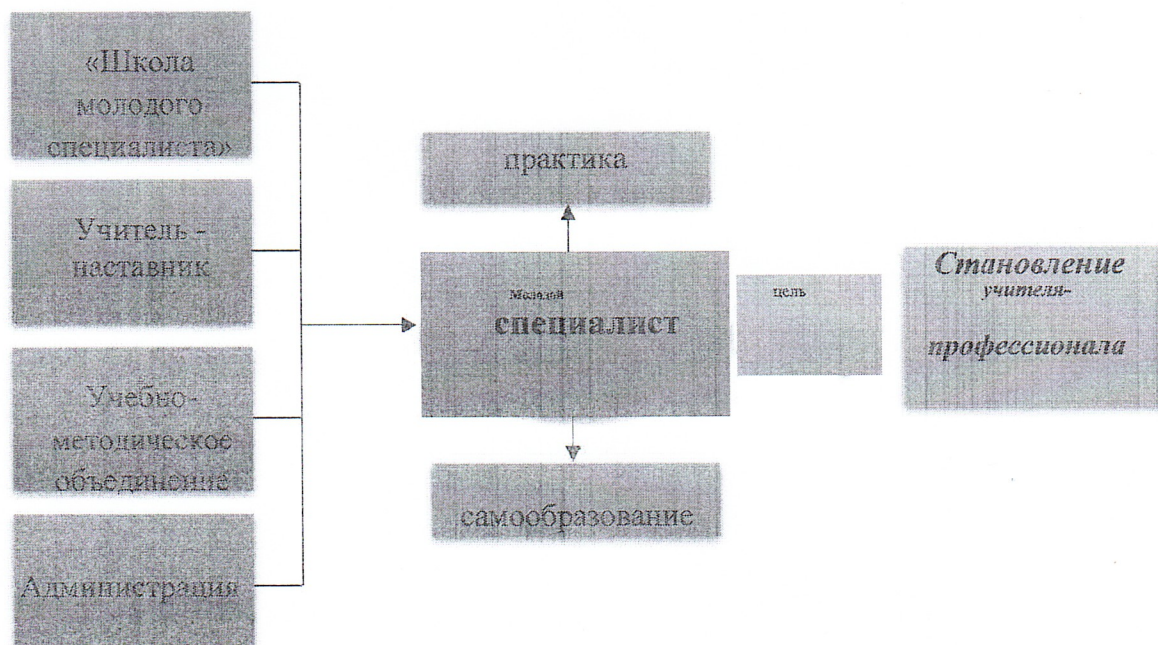 «Школа
молодого
специалиста»
Учитель -
наставник
Учебно-
методическое
объединение
Администрация
практика
Молодой
специалист
самообразование
цель
Становление
учителя-
профессионала